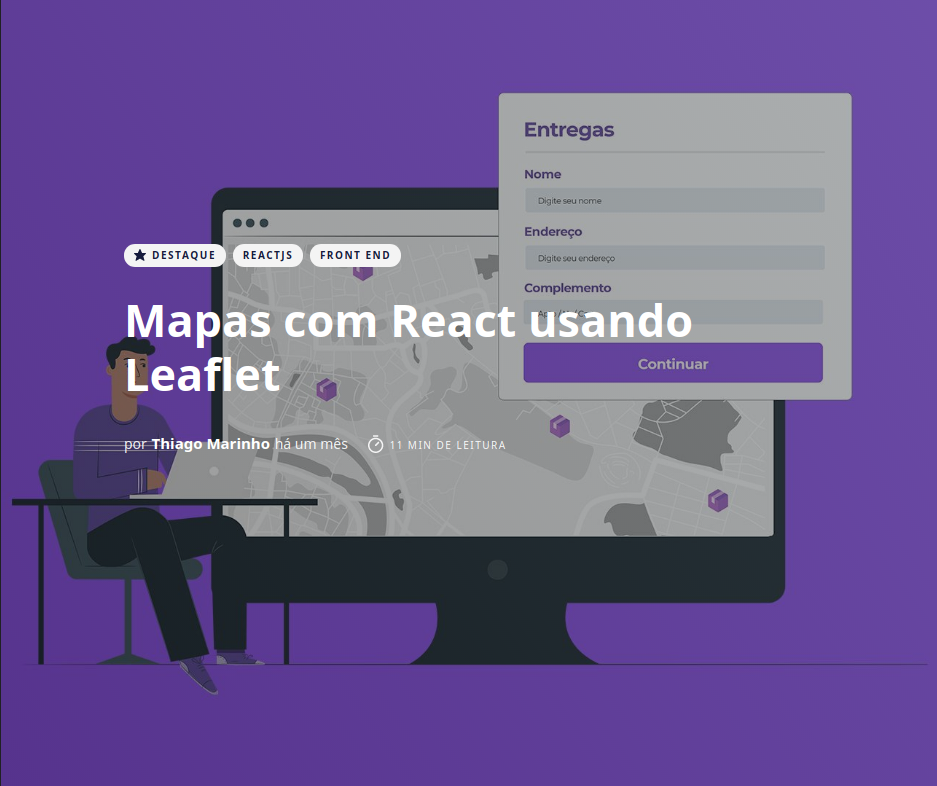 Entregas
Nome
Digite seu nome
Endereço
Digite seu endereço
Complemento
Continuar
DESTAQUE
REACTJS
FRONT END
Mapas com React usando
Leaflet
por Thiago Marinho há um mês
11 MIN DE LEITURA